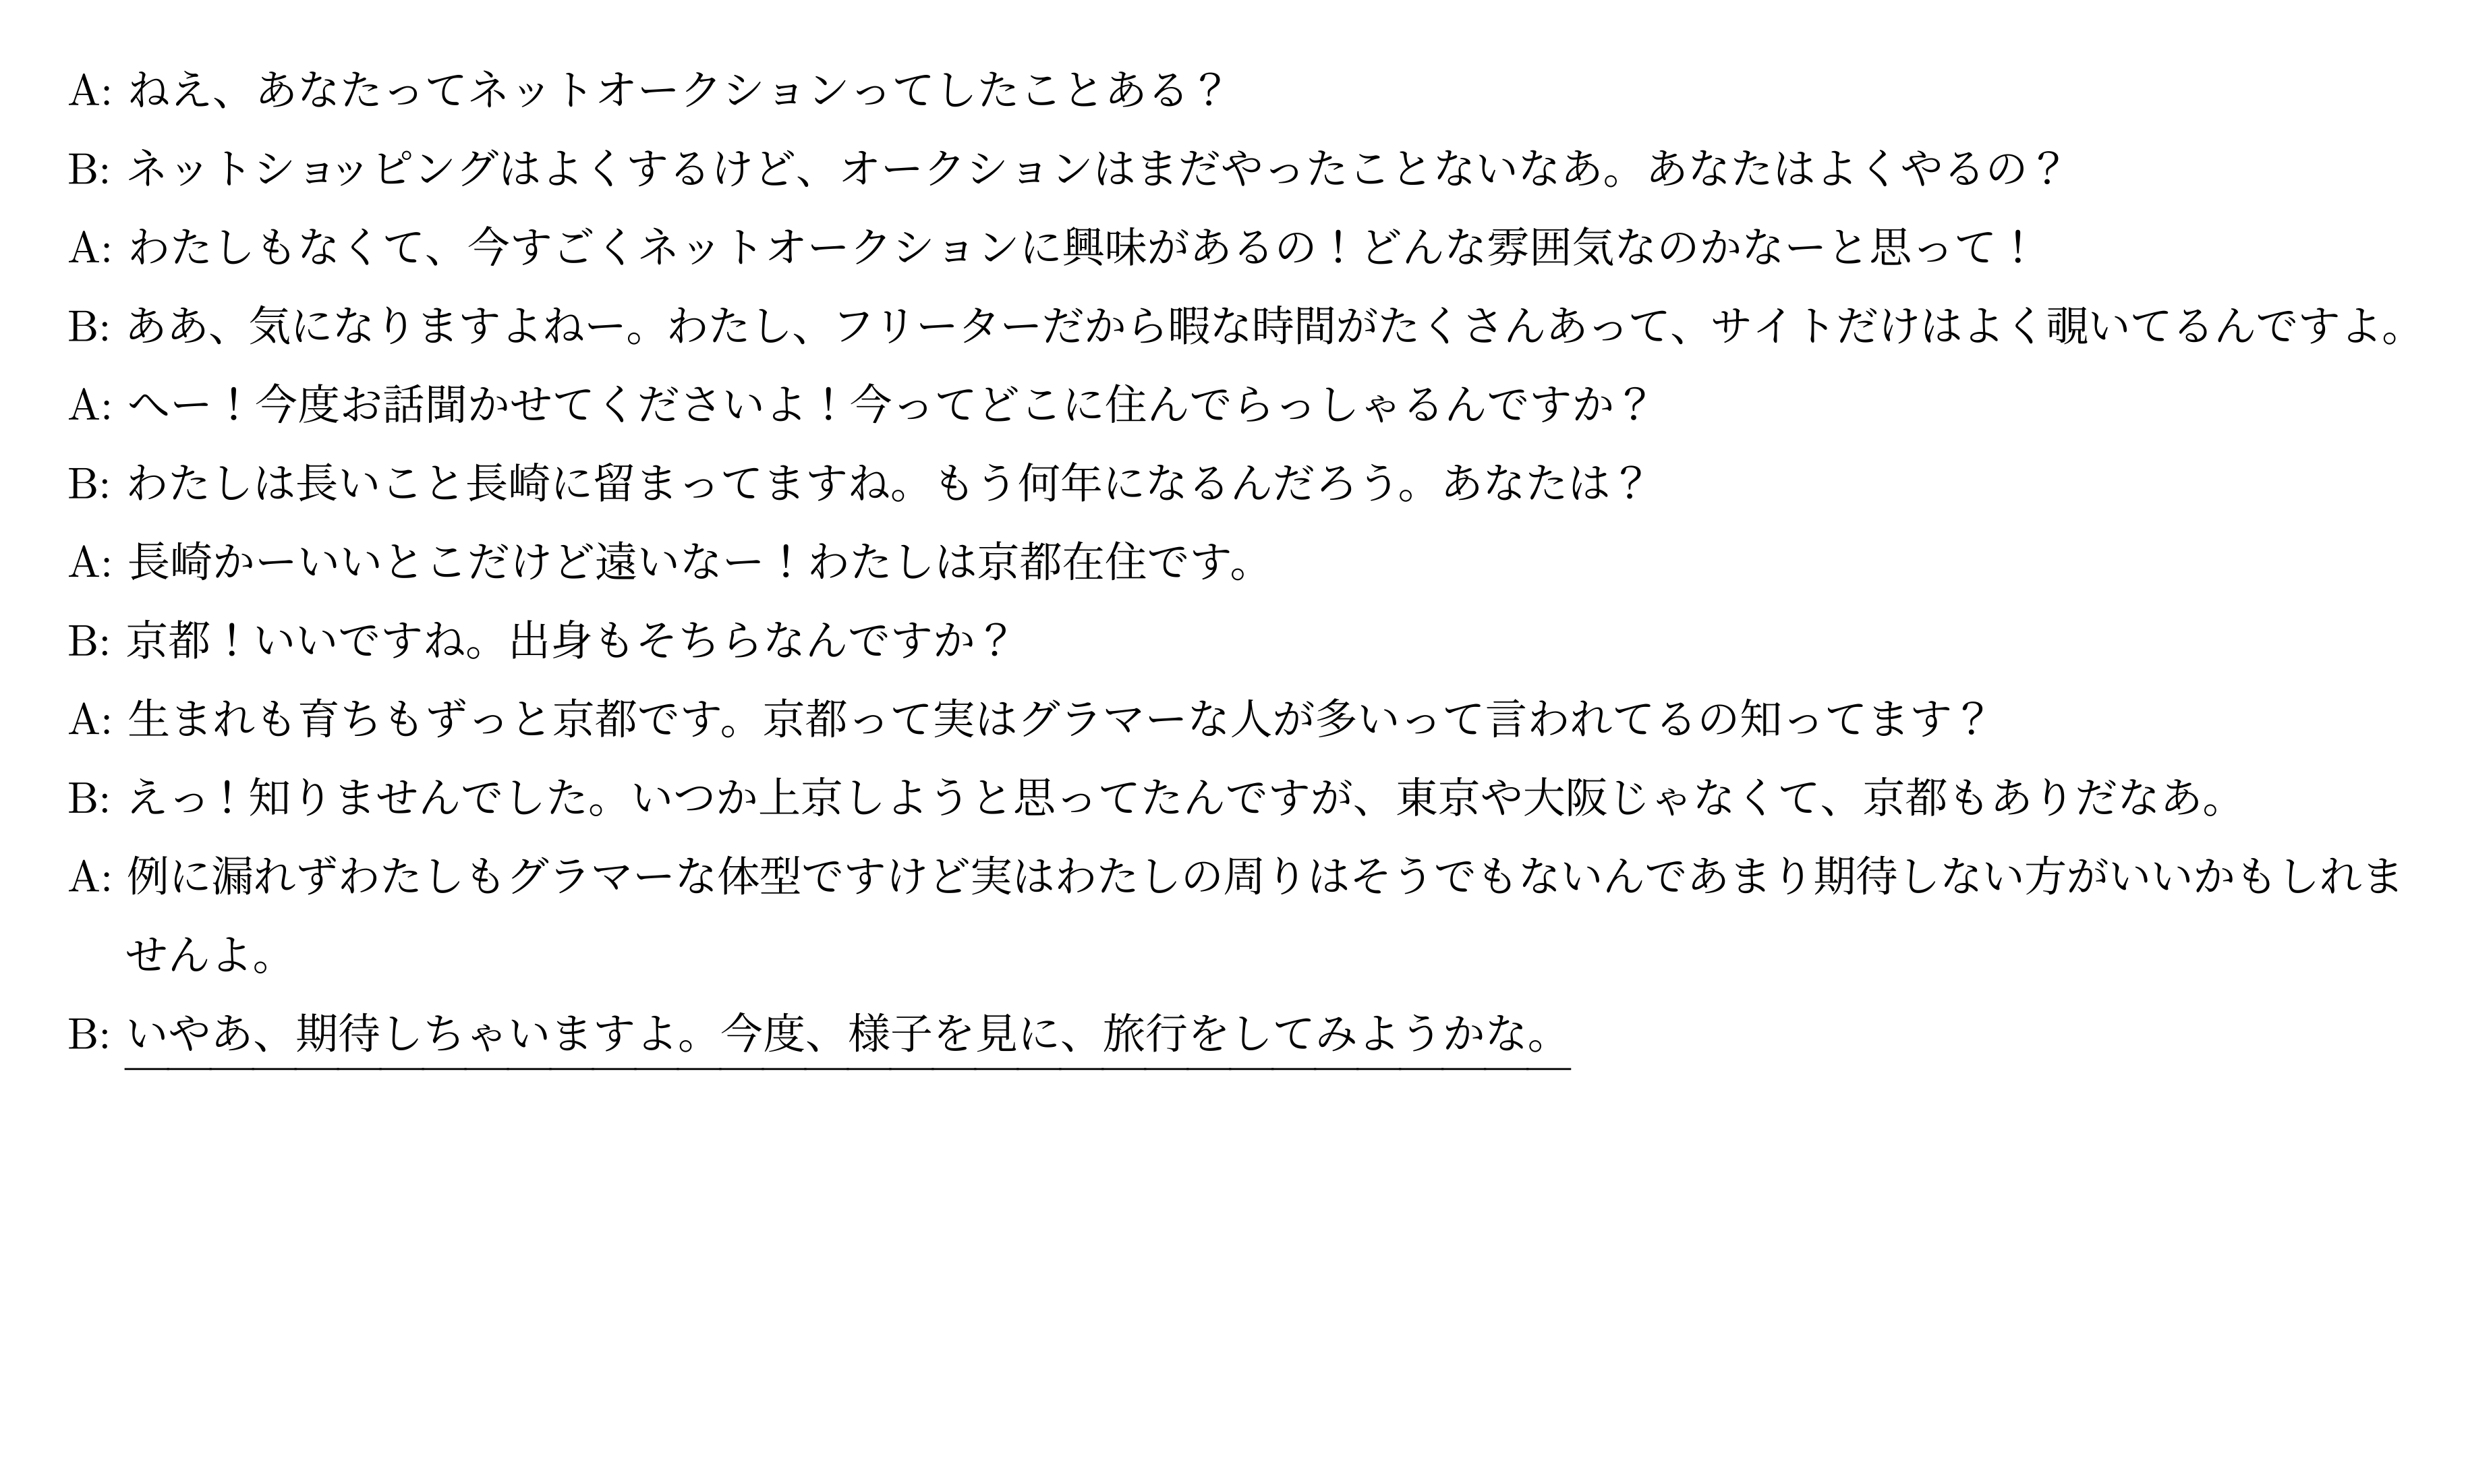 A: ねえ、あなたってネットオークションってしたことある？
B: ネットショッピングはよくするけど、オークションはまだやったことないなあ。あなたはよくやるの？
A: わたしもなくて、今すごくネットオークションに興味があるの！どんな雰囲気なのかなーと思って！
B: ああ、気になりますよねー。わたし、フリーターだから暇な時間がたくさんあって、サイトだけはよく覗いてるんですよ。
A: へー！今度お話聞かせてくださいよ！今ってどこに住んでらっしゃるんですか？
B: わたしは長いこと長崎に留まってますね。もう何年になるんだろう。あなたは？
A: 長崎かーいいとこだけど遠いなー！わたしは京都在住です。
B: 京都！いいですね。出身もそちらなんですか？
A: 生まれも育ちもずっと京都です。京都って実はグラマーな人が多いって言われてるの知ってます？
B: えっ！知りませんでした。いつか上京しようと思ってたんですが、東京や大阪じゃなくて、京都もありだなあ。
A: 例に漏れずわたしもグラマーな体型ですけど実はわたしの周りはそうでもないんであまり期待しない方がいいかもしれま
せんよ。
B: いやあ、期待しちゃいますよ。今度、様子を見に、旅行をしてみようかな。